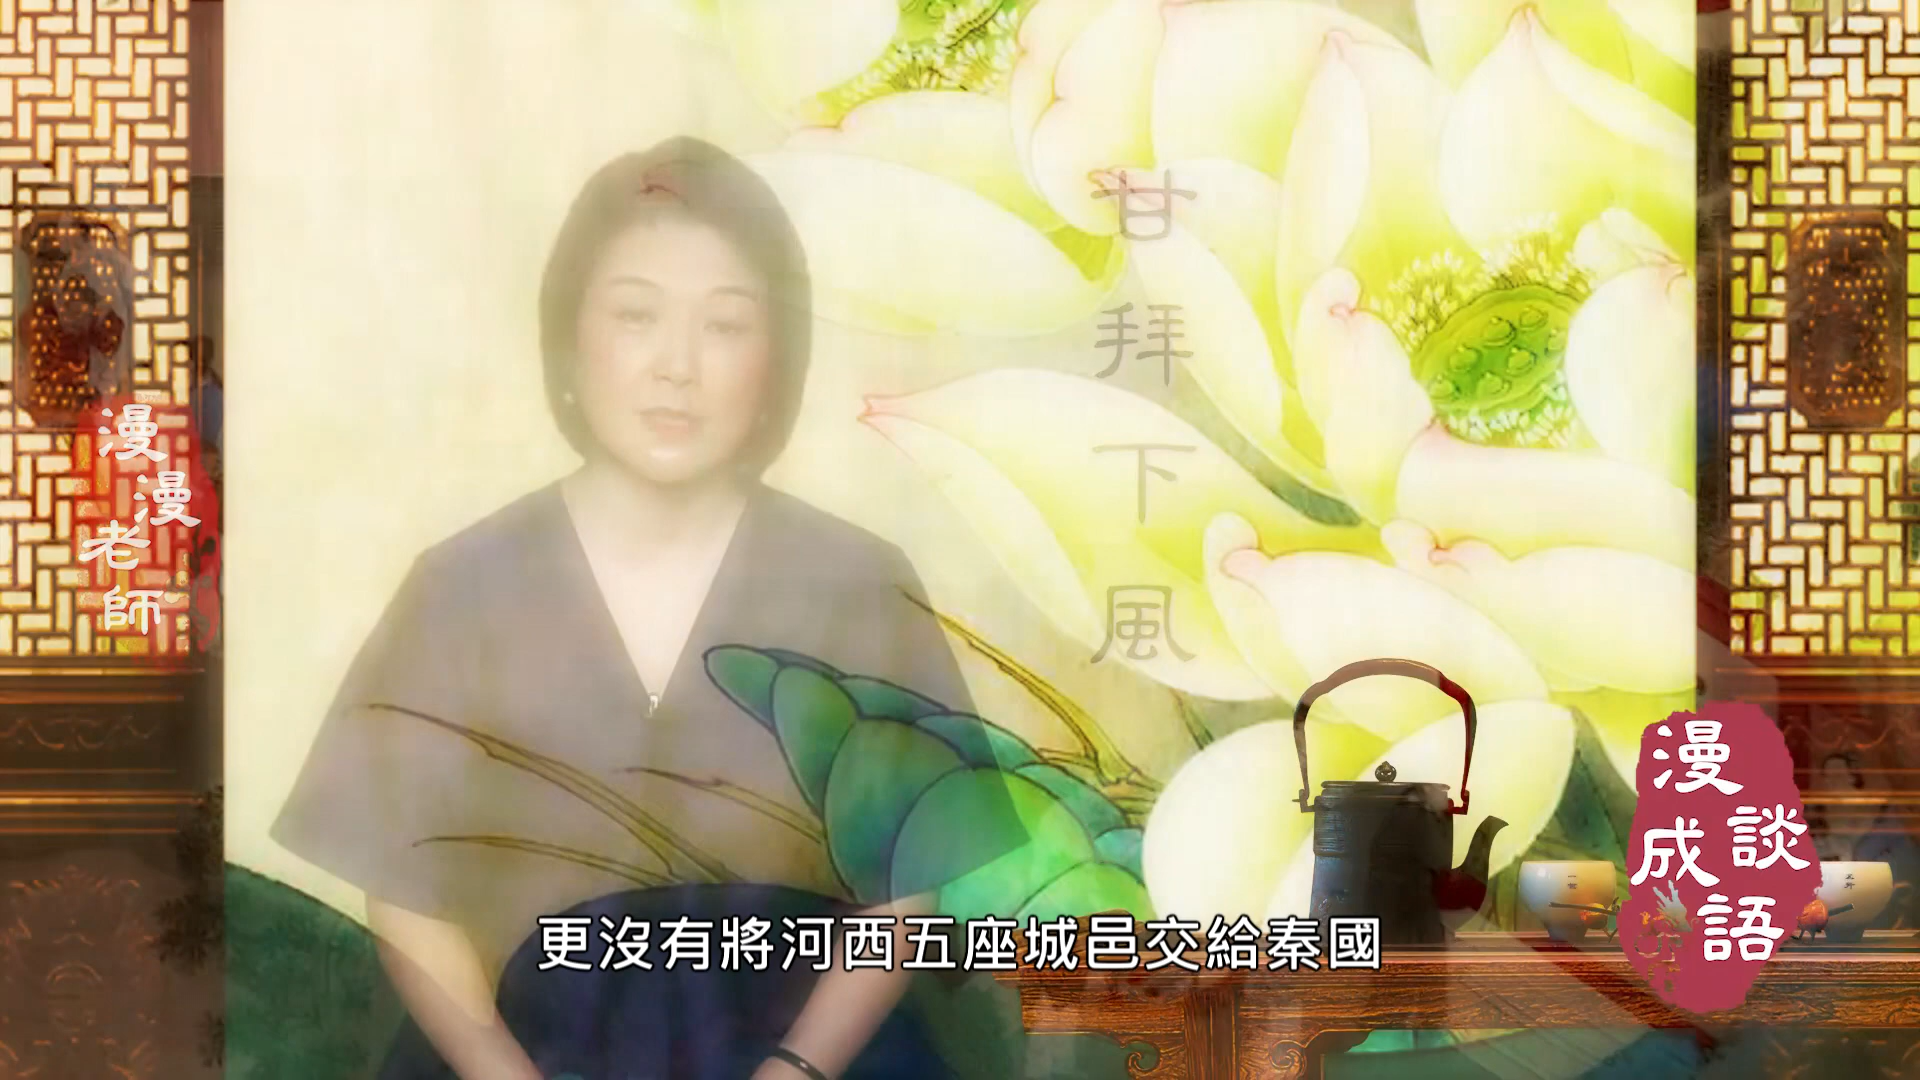 甘拜下風
漫漫老師
漫談成語
更沒有將河西五座城邑交給秦國